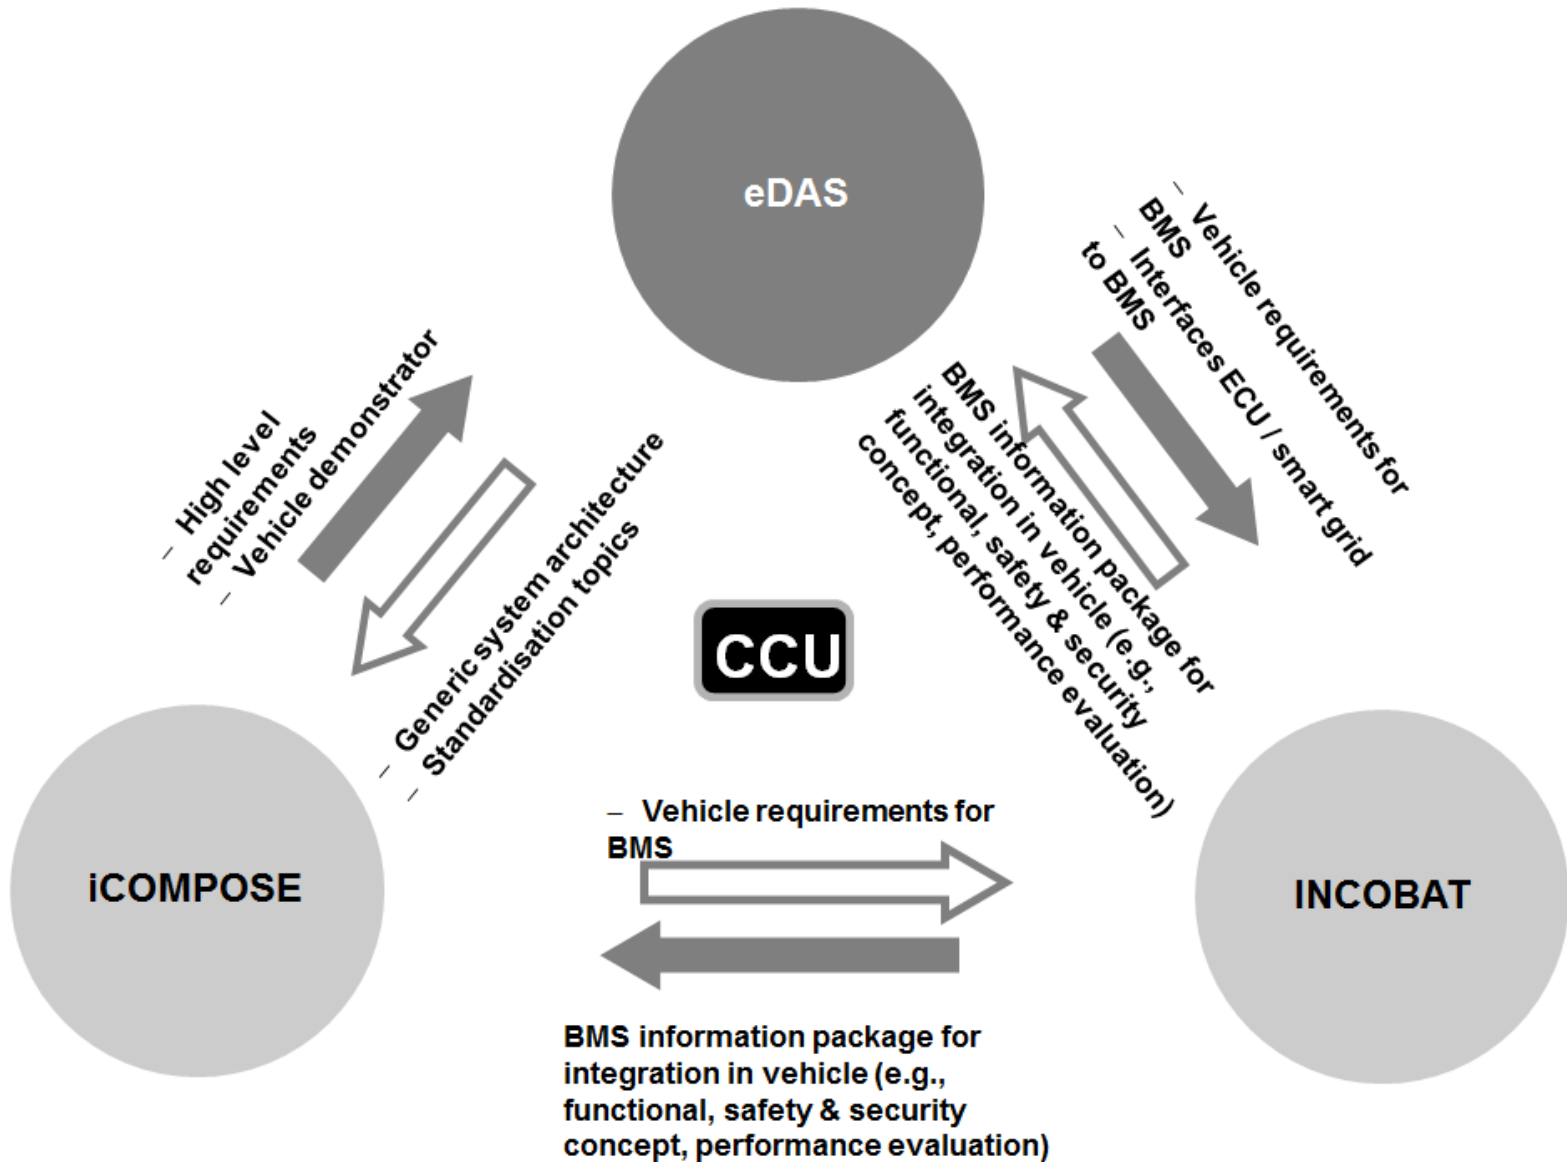 eDAS
– Vehicle requirements for
BMS
– Interfaces ECU / smart grid
to BMS
BMS information package for
integration in vehicle (e.g.,
functional, safety & security
concept, performance evaluation)
– High level
requirements
– Vehicle demonstrator
– Generic system architecture
– Standardisation topics
CCU
– Vehicle requirements for
BMS
iCOMPOSE
INCOBAT
BMS information package for
integration in vehicle (e.g.,
functional, safety & security
concept, performance evaluation)